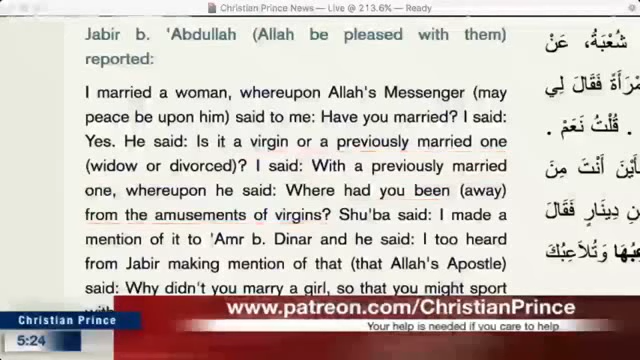 Christian Prince News — Live @ 213.6% — Ready
Jabir b. 'Abdullah (Allah be pleased with them)
reported:
I married a woman, whereupon Allah's Messenger (may
peace be upon him) said to me: Have you married? I said:
Yes. He said: Is it a virgin or a previously married one
(widow or divorced)? I said: With a previously married
one, whereupon he said: Where had you been (away)
from the amusements of virgins? Shu'ba said: I made a
mention of it to 'Amr b. Dinar and he said: I too heard
from Jabir making mention of that (that Allah's Apostle)
said: Why didn't you marry a girl, so that you might sport
شُعْبَةُ، عَنْ
فَقَالَ لِي
. قُلْتُ نَعَمْ .
أَيْنَ أَنْتَ مِنَ
دِينَارٍ فَقَالَ
وَتُلاَعِبُكَ
www.patreon.com/ChristianPrince
Your help is needed if you care to help
Christian Prince
5:24